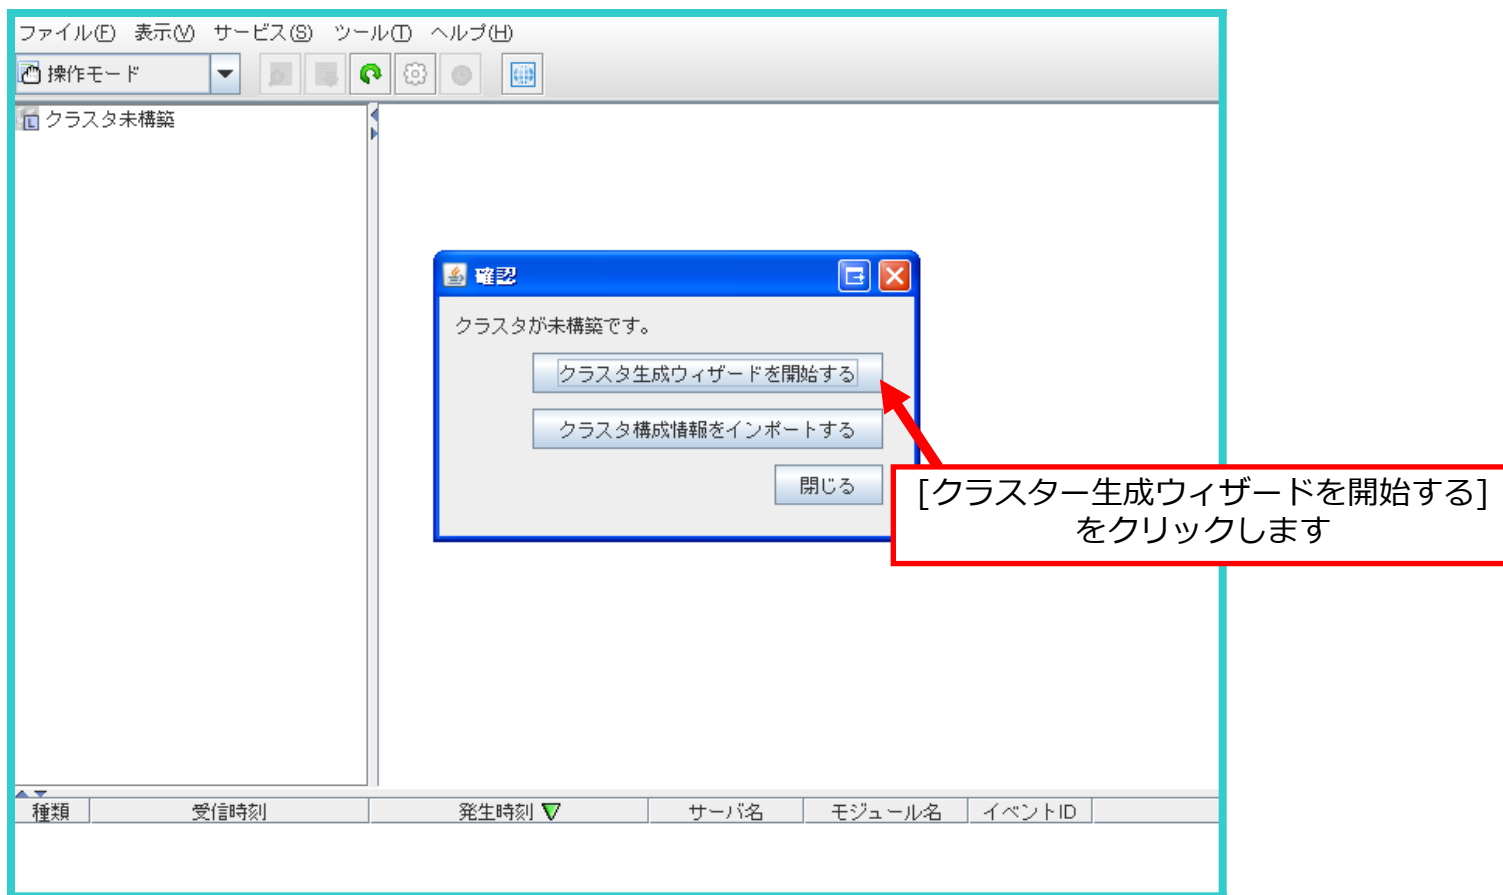 ファイル(F) 表示(V) サービス(S) ツール(T) ヘルプ(H)
操作モード
クラスタ未構築
確認
クラスタが未構築です。
クラスタ生成ウィザードを開始する
クラスタ構成情報をインポートする
閉じる
[クラスター生成ウィザードを開始する]
をクリックします
種類 受信時刻 発生時刻 サーバ名 モジュール名 イベントID